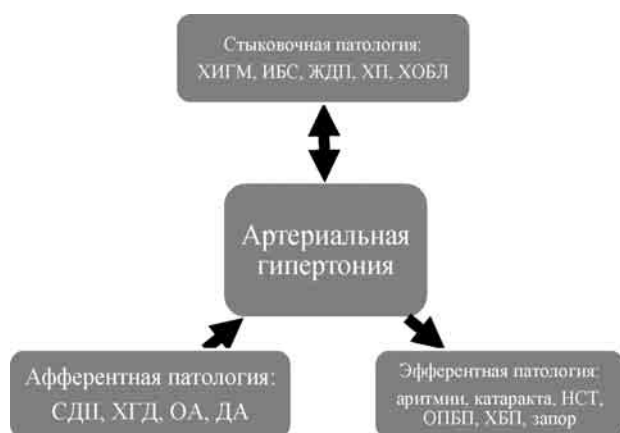 Стыковочная патология:
ХИГМ, ИБС, ЖДП, ХП, ХОБЛ
Артериальная
гипертония
Афферентная патология:
СДII, ХГД, ОА, ДА
Эфферентная патология:
аритмии, катаракта, НСТ,
ОПБП, ХБП, запор